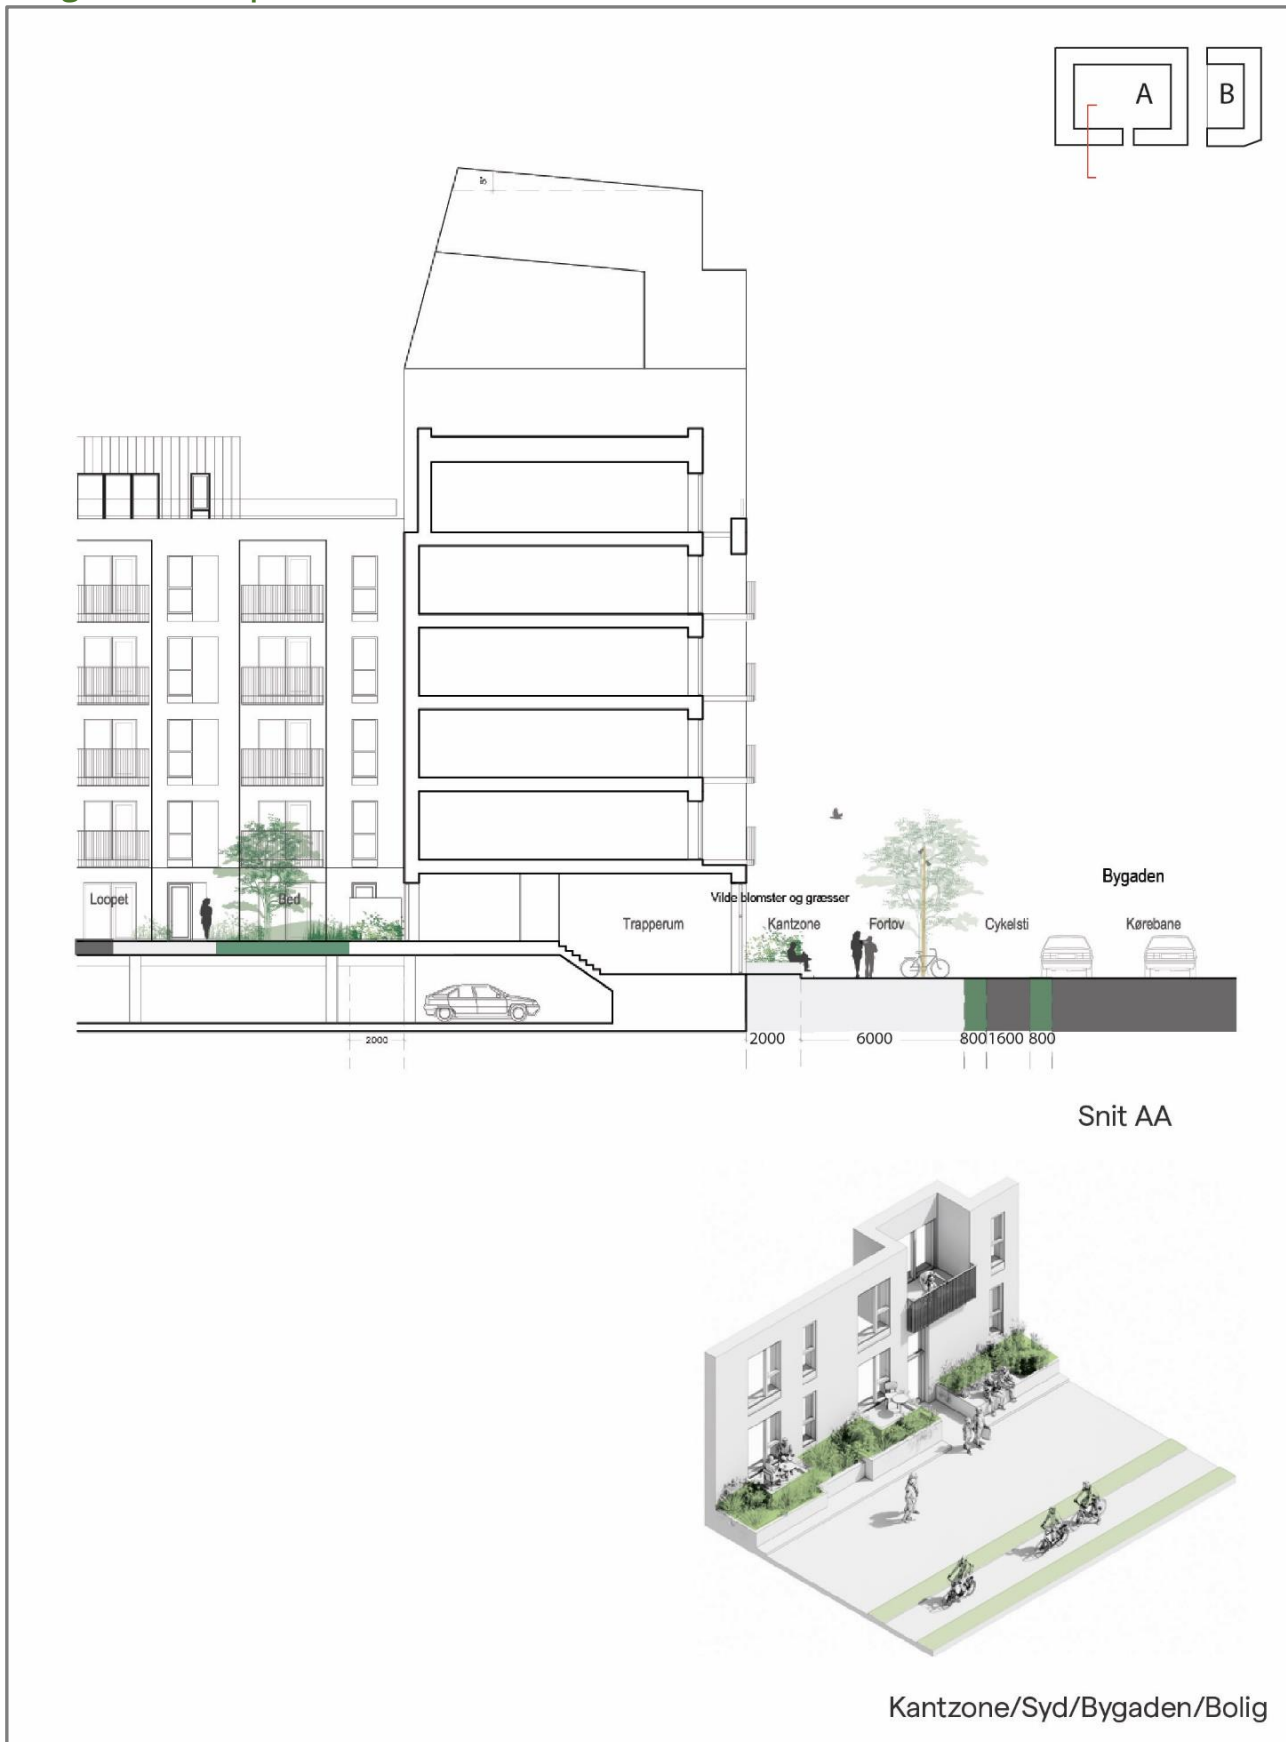 A
B
5°
Loopet
Bed
Trapperum
Vilde blomster og græsser
Kantzone
Fortov
Cykelsti
Bygaden
Kørebane
2000
2000
6000
800
1600
800
Snit AA
Kantzone/Syd/Bygaden/Bolig